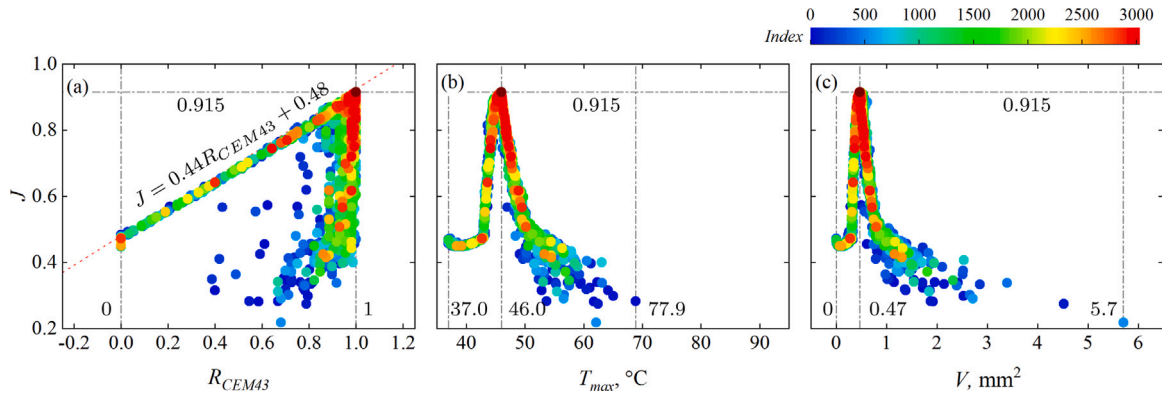 0 500 1000 1500 2000 2500 3000
Index
(a) (b) (c)
J
1.0
0.8
0.6
0.4
0.2
0.915 0.915 0.915
J = 0.44R_CEM43 + 0.48
0 1 37.0 46.0 77.9 0 0.47 5.7
-0.2 0.0 0.2 0.4 0.6 0.8 1.0 1.2 40 50 60 70 80 90 0 1 2 3 4 5 6
R_CEM43 T_max, °C V, mm²